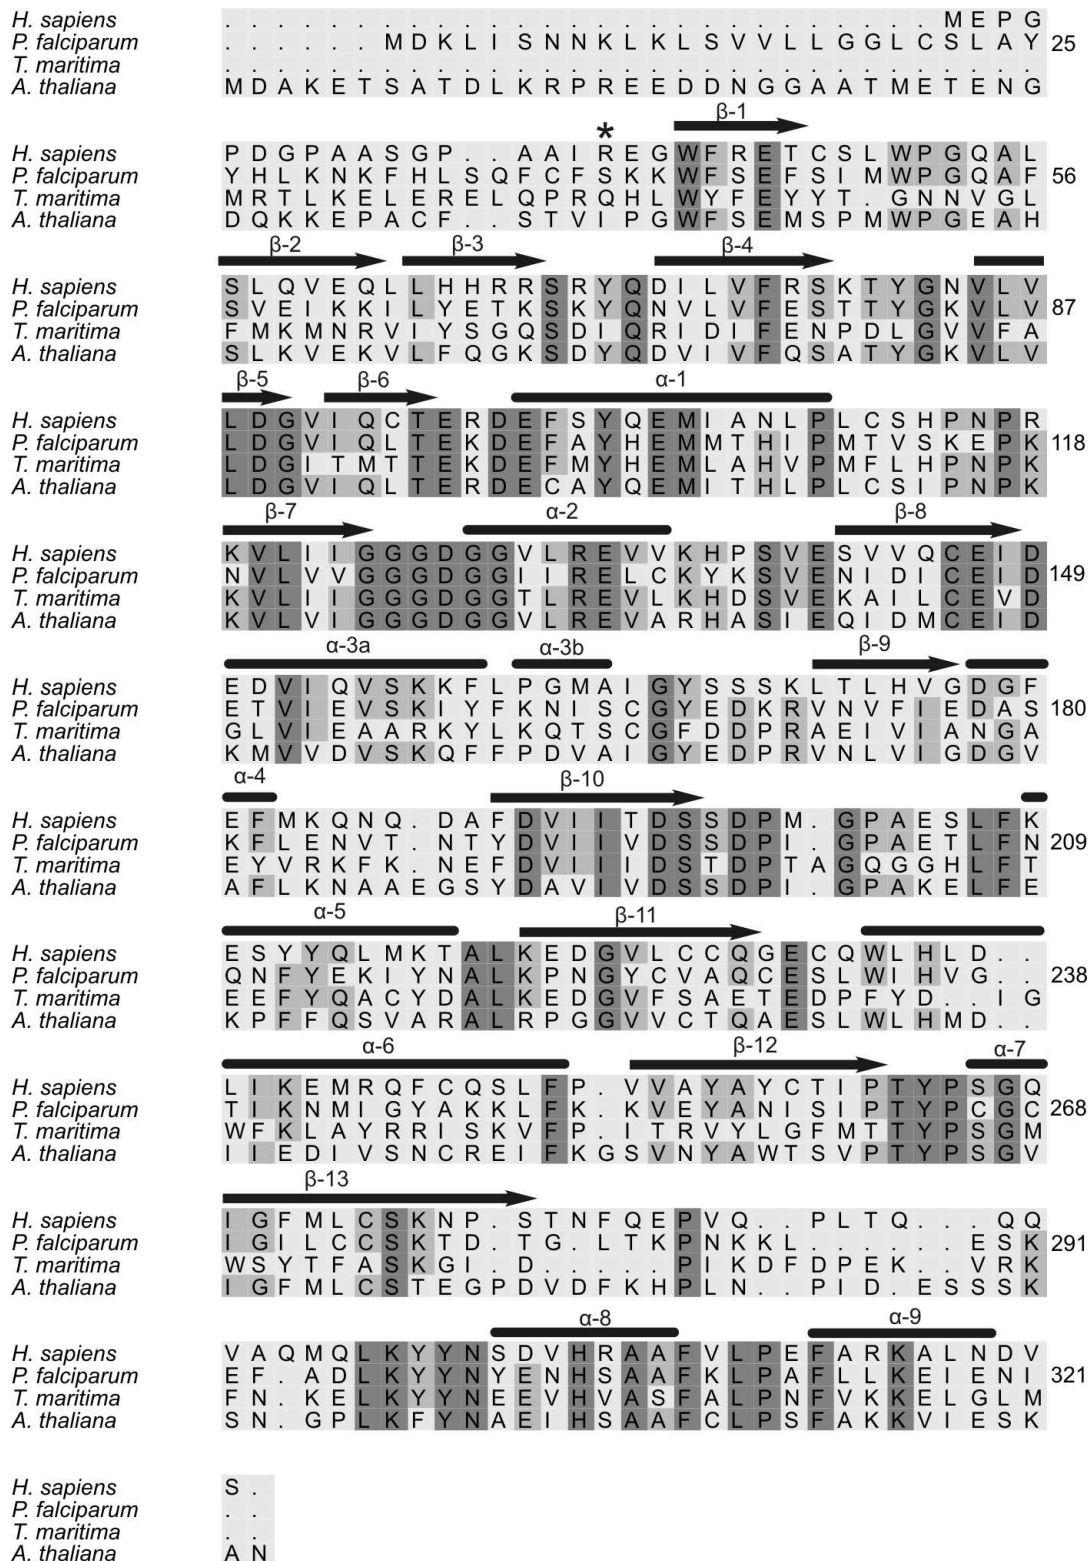 H. sapiens . . . . . . . . . . . . . . . . . . . . . . . . . . . M E P G
P. falciparum . . . . . . M D K L I S N N K L K L S V V L L G G L C S L A Y 25
T. maritima . . . . . . . . . . . . . . . . . . . . . . . . . . . . . . .
A. thaliana M D A K E T S A T D L K R P R E E D D N G G A A T M E T E N G
* β-1
H. sapiens P D G P A A S G P . . A A I R E G W F R E T C S L W P G Q A L
P. falciparum Y H L K N K F H L S Q F C F S K K W F S E F S I M W P G Q A F 56
T. maritima M R T L K E L E R E L Q P R Q H L W Y F E Y Y T . G N N V G L
A. thaliana D Q K K E P A C F . . S T V I P G W F S E M S P M W P G E A H
β-2 β-3 β-4
H. sapiens S L Q V E Q L L H H R R S R Y Q D I L V F R S K T Y G N V L V
P. falciparum S V E I K K I L Y E T K S K Y Q N V L V F E S T T Y G K V L V 87
T. maritima F M K M N R V I Y S G Q S D I Q R I D I F E N P D L G V V F A
A. thaliana S L K V E K V L F Q G K S D Y Q D V I V F Q S A T Y G K V L V
β-5 β-6 α-1
H. sapiens L D G V I Q C T E R D E F S Y Q E M I A N L P L C S H P N P R
P. falciparum L D G V I Q L T E K D E F A Y H E M M T H I P M T V S K E P K 118
T. maritima L D G I T M T T E K D E F M Y H E M L A H V P M F L H P N P K
A. thaliana L D G V I Q L T E R D E C A Y Q E M I T H L P L C S I P N P K
β-7 α-2 β-8
H. sapiens K V L I I G G G D G G V L R E V V K H P S V E S V V Q C E I D
P. falciparum N V L V V G G G D G G I I R E L C K Y K S V E N I D I C E I D 149
T. maritima K V L I I G G G D G G T L R E V L K H D S V E K A I L C E V D
A. thaliana K V L V I G G G D G G V L R E V A R H A S I E Q I D M C E I D
α-3a α-3b β-9
H. sapiens E D V I Q V S K K F L P G M A I G Y S S S K L T L H V G D G F
P. falciparum E T V I E V S K I Y F K N I S C G Y E D K R V N V F I E D A S 180
T. maritima G L V I E A A R K Y L K Q T S C G F D D P R A E I V I A N G A
A. thaliana K M V V D V S K Q F F P D V A I G Y E D P R V N L V I G D G V
α-4 β-10
H. sapiens E F M K Q N Q . D A F D V I I T D S S D P M . G P A E S L F K
P. falciparum K F L E N V T . N T Y D V I I V D S S D P I . G P A E T L F N 209
T. maritima E Y V R K F K . N E F D V I I I D S T D P T A G Q G G H L F T
A. thaliana A F L K N A A E G S Y D A V I V D S S D P I . G P A K E L F E
α-5 β-11
H. sapiens E S Y Y Q L M K T A L K E D G V L C C Q G E C Q W L H L D . .
P. falciparum Q N F Y E K I Y N A L K P N G Y C V A Q C E S L W I H V G . . 238
T. maritima E E F Y Q A C Y D A L K E D G V F S A E T E D P F Y D . . I G
A. thaliana K P F F Q S V A R A L R P G G V V C T Q A E S L W L H M D . .
α-6 β-12 α-7
H. sapiens L I K E M R Q F C Q S L F P . V V A Y A Y C T I P T Y P S G Q
P. falciparum T I K N M I G Y A K K L F K . K V E Y A N I S I P T Y P C G C 268
T. maritima W F K L A Y R R I S K V F P . I T R V Y L G F M T T Y P S G M
A. thaliana I I E D I V S N C R E I F K G S V N Y A W T S V P T Y P S G V
β-13
H. sapiens I G F M L C S K N P . S T N F Q E P V Q . . P L T Q . . . Q Q
P. falciparum I G I L C C S K T D . T G . L T K P N K K L . . . . . . E S K 291
T. maritima W S Y T F A S K G I . D . . . . . P I K D F D P E K . . V R K
A. thaliana I G F M L C S T E G P D V D F K H P L N . . P I D . E S S S K
α-8 α-9
H. sapiens V A Q M Q L K Y Y N S D V H R A A F V L P E F A R K A L N D V
P. falciparum E F . A D L K Y Y N Y E N H S A A F K L P A F L L K E I E N I 321
T. maritima F N . K E L K Y Y N E E V H V A S F A L P N F V K K E L G L M
A. thaliana S N . G P L K F Y N A E I H S A A F C L P S F A K K V I E S K
H. sapiens S .
P. falciparum . .
T. maritima . .
A. thaliana A N